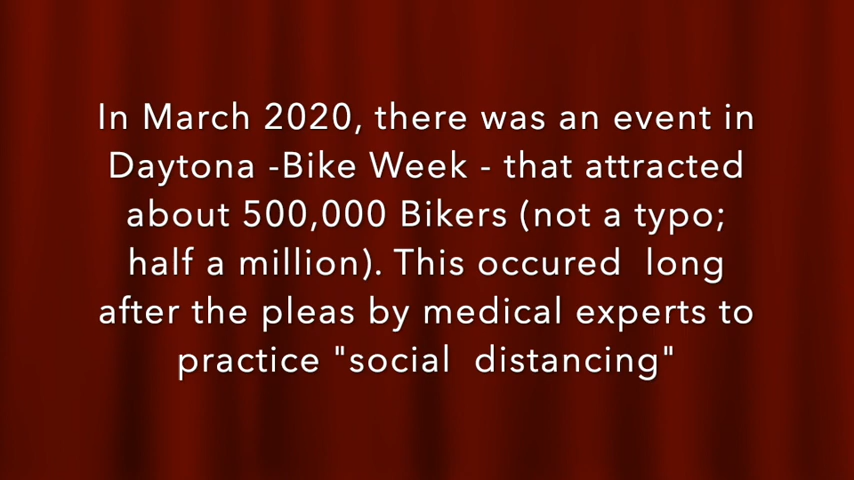 In March 2020, there was an event in
Daytona -Bike Week - that attracted
about 500,000 Bikers (not a typo;
half a million). This occured  long
after the pleas by medical experts to
practice "social  distancing"